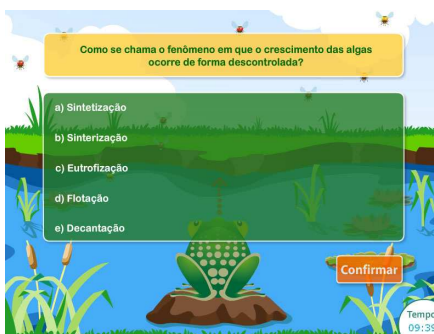 Como se chama o fenômeno em que o crescimento das algas
ocorre de forma descontrolada?
a) Sintetização
b) Sinterização
c) Eutrofização
d) Flotação
e) Decantação
Confirmar
Tempo
09:39